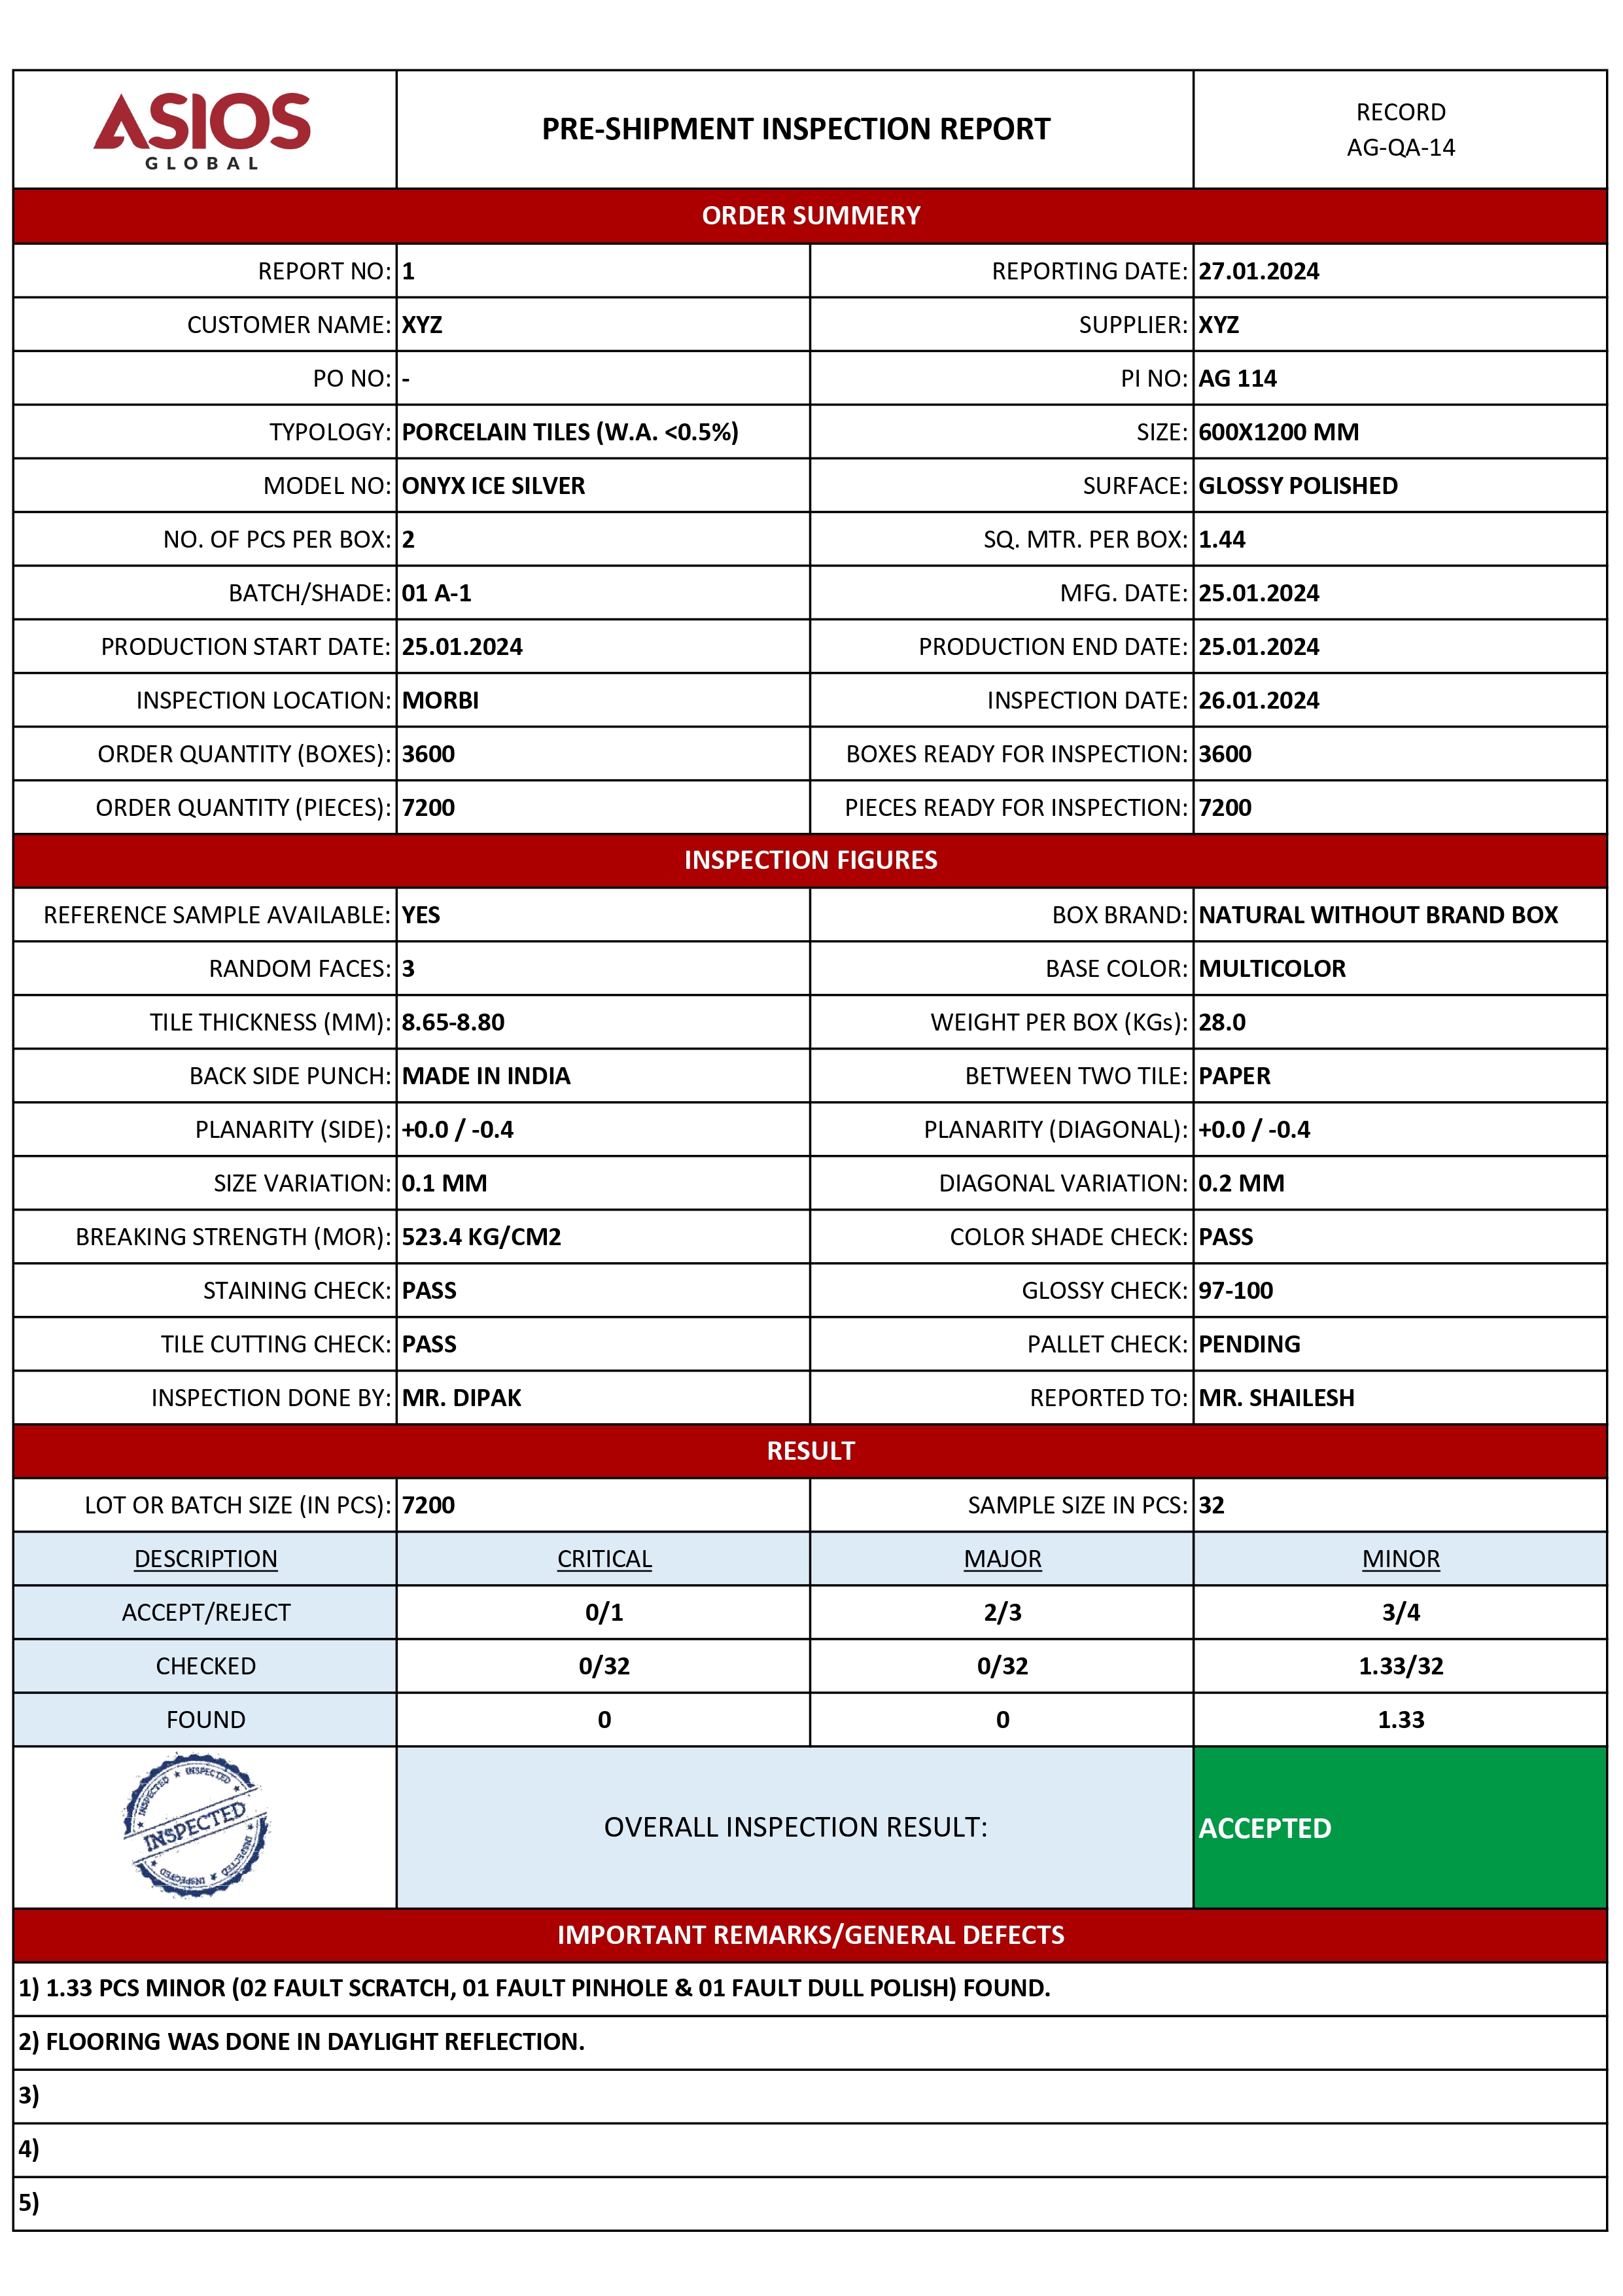 ASIOS
GLOBAL
PRE-SHIPMENT INSPECTION REPORT
RECORD
AG-QA-14
ORDER SUMMERY
REPORT NO: 1 REPORTING DATE: 27.01.2024
CUSTOMER NAME: XYZ SUPPLIER: XYZ
PO NO: - PI NO: AG 114
TYPOLOGY: PORCELAIN TILES (W.A. <0.5%) SIZE: 600X1200 MM
MODEL NO: ONYX ICE SILVER SURFACE: GLOSSY POLISHED
NO. OF PCS PER BOX: 2 SQ. MTR. PER BOX: 1.44
BATCH/SHADE: 01 A-1 MFG. DATE: 25.01.2024
PRODUCTION START DATE: 25.01.2024 PRODUCTION END DATE: 25.01.2024
INSPECTION LOCATION: MORBI INSPECTION DATE: 26.01.2024
ORDER QUANTITY (BOXES): 3600 BOXES READY FOR INSPECTION: 3600
ORDER QUANTITY (PIECES): 7200 PIECES READY FOR INSPECTION: 7200
INSPECTION FIGURES
REFERENCE SAMPLE AVAILABLE: YES BOX BRAND: NATURAL WITHOUT BRAND BOX
RANDOM FACES: 3 BASE COLOR: MULTICOLOR
TILE THICKNESS (MM): 8.65-8.80 WEIGHT PER BOX (KGs): 28.0
BACK SIDE PUNCH: MADE IN INDIA BETWEEN TWO TILE: PAPER
PLANARITY (SIDE): +0.0 / -0.4 PLANARITY (DIAGONAL): +0.0 / -0.4
SIZE VARIATION: 0.1 MM DIAGONAL VARIATION: 0.2 MM
BREAKING STRENGTH (MOR): 523.4 KG/CM2 COLOR SHADE CHECK: PASS
STAINING CHECK: PASS GLOSSY CHECK: 97-100
TILE CUTTING CHECK: PASS PALLET CHECK: PENDING
INSPECTION DONE BY: MR. DIPAK REPORTED TO: MR. SHAILESH
RESULT
LOT OR BATCH SIZE (IN PCS): 7200 SAMPLE SIZE IN PCS: 32
DESCRIPTION CRITICAL MAJOR MINOR
ACCEPT/REJECT 0/1 2/3 3/4
CHECKED 0/32 0/32 1.33/32
FOUND 0 0 1.33
INSPECTED ★ INSPECTED
INSPECTED
INSPECTED ★ INSPECTED
INSPECTED
OVERALL INSPECTION RESULT: ACCEPTED
IMPORTANT REMARKS/GENERAL DEFECTS
1) 1.33 PCS MINOR (02 FAULT SCRATCH, 01 FAULT PINHOLE & 01 FAULT DULL POLISH) FOUND.
2) FLOORING WAS DONE IN DAYLIGHT REFLECTION.
3)
4)
5)